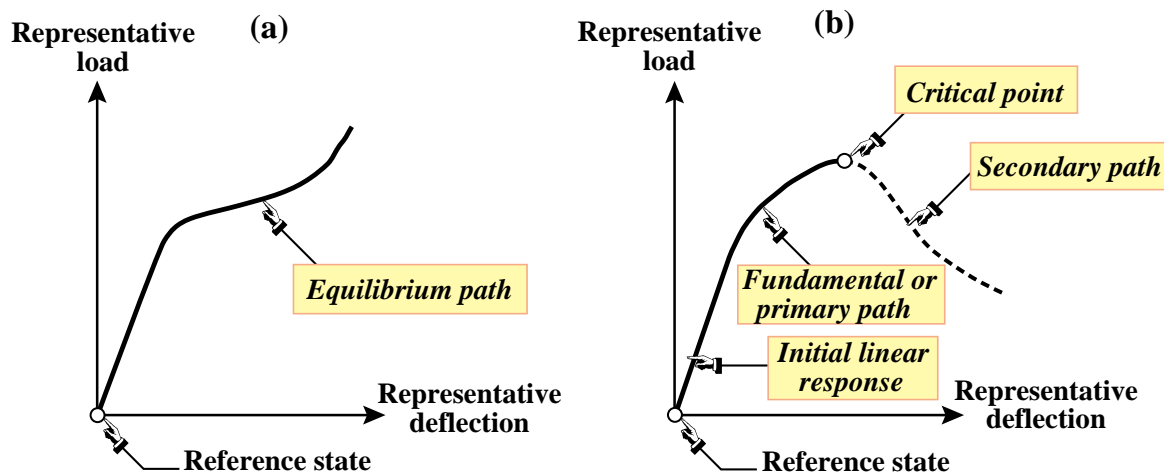 (a)
Representative
load
Equilibrium path
Representative
deflection
Reference state
(b)
Representative
load
Critical point
Secondary path
Fundamental or
primary path
Initial linear
response
Representative
deflection
Reference state